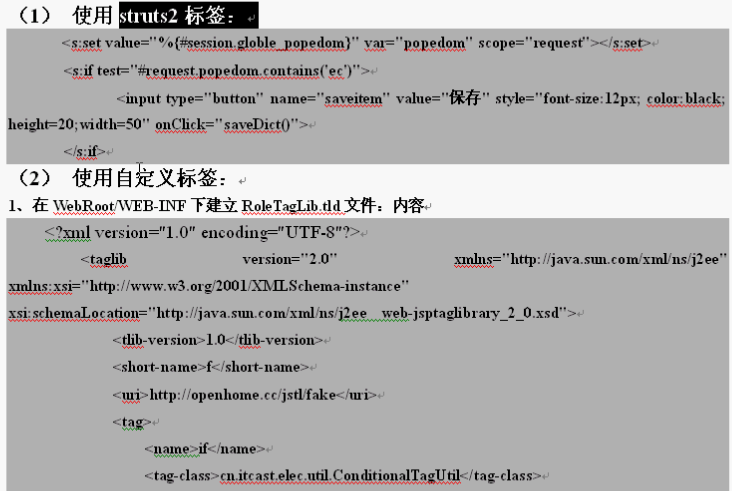 （1） 使用 struts2 标签：
<s:set value="%{#session.globle_popedom}" var="popedom" scope="request"></s:set>
<s:if test="#request.popedom.contains('ec')">
<input type="button" name="saveitem" value="保存" style="font-size:12px; color:black;
height=20;width=50" onClick="saveDict()">
</s:if>
（2） 使用自定义标签：
1、在 WebRoot/WEB-INF 下建立 RoleTagLib.tld 文件：内容
<?xml version="1.0" encoding="UTF-8"?>
<taglib version="2.0" xmlns="http://java.sun.com/xml/ns/j2ee"
xmlns:xsi="http://www.w3.org/2001/XMLSchema-instance"
xsi:schemaLocation="http://java.sun.com/xml/ns/j2ee web-jsptaglibrary_2_0.xsd">
<tlib-version>1.0</tlib-version>
<short-name>f</short-name>
<uri>http://openhome.cc/jstl/fake</uri>
<tag>
<name>if</name>
<tag-class>cn.itcast.elec.util.ConditionalTagUtil</tag-class>